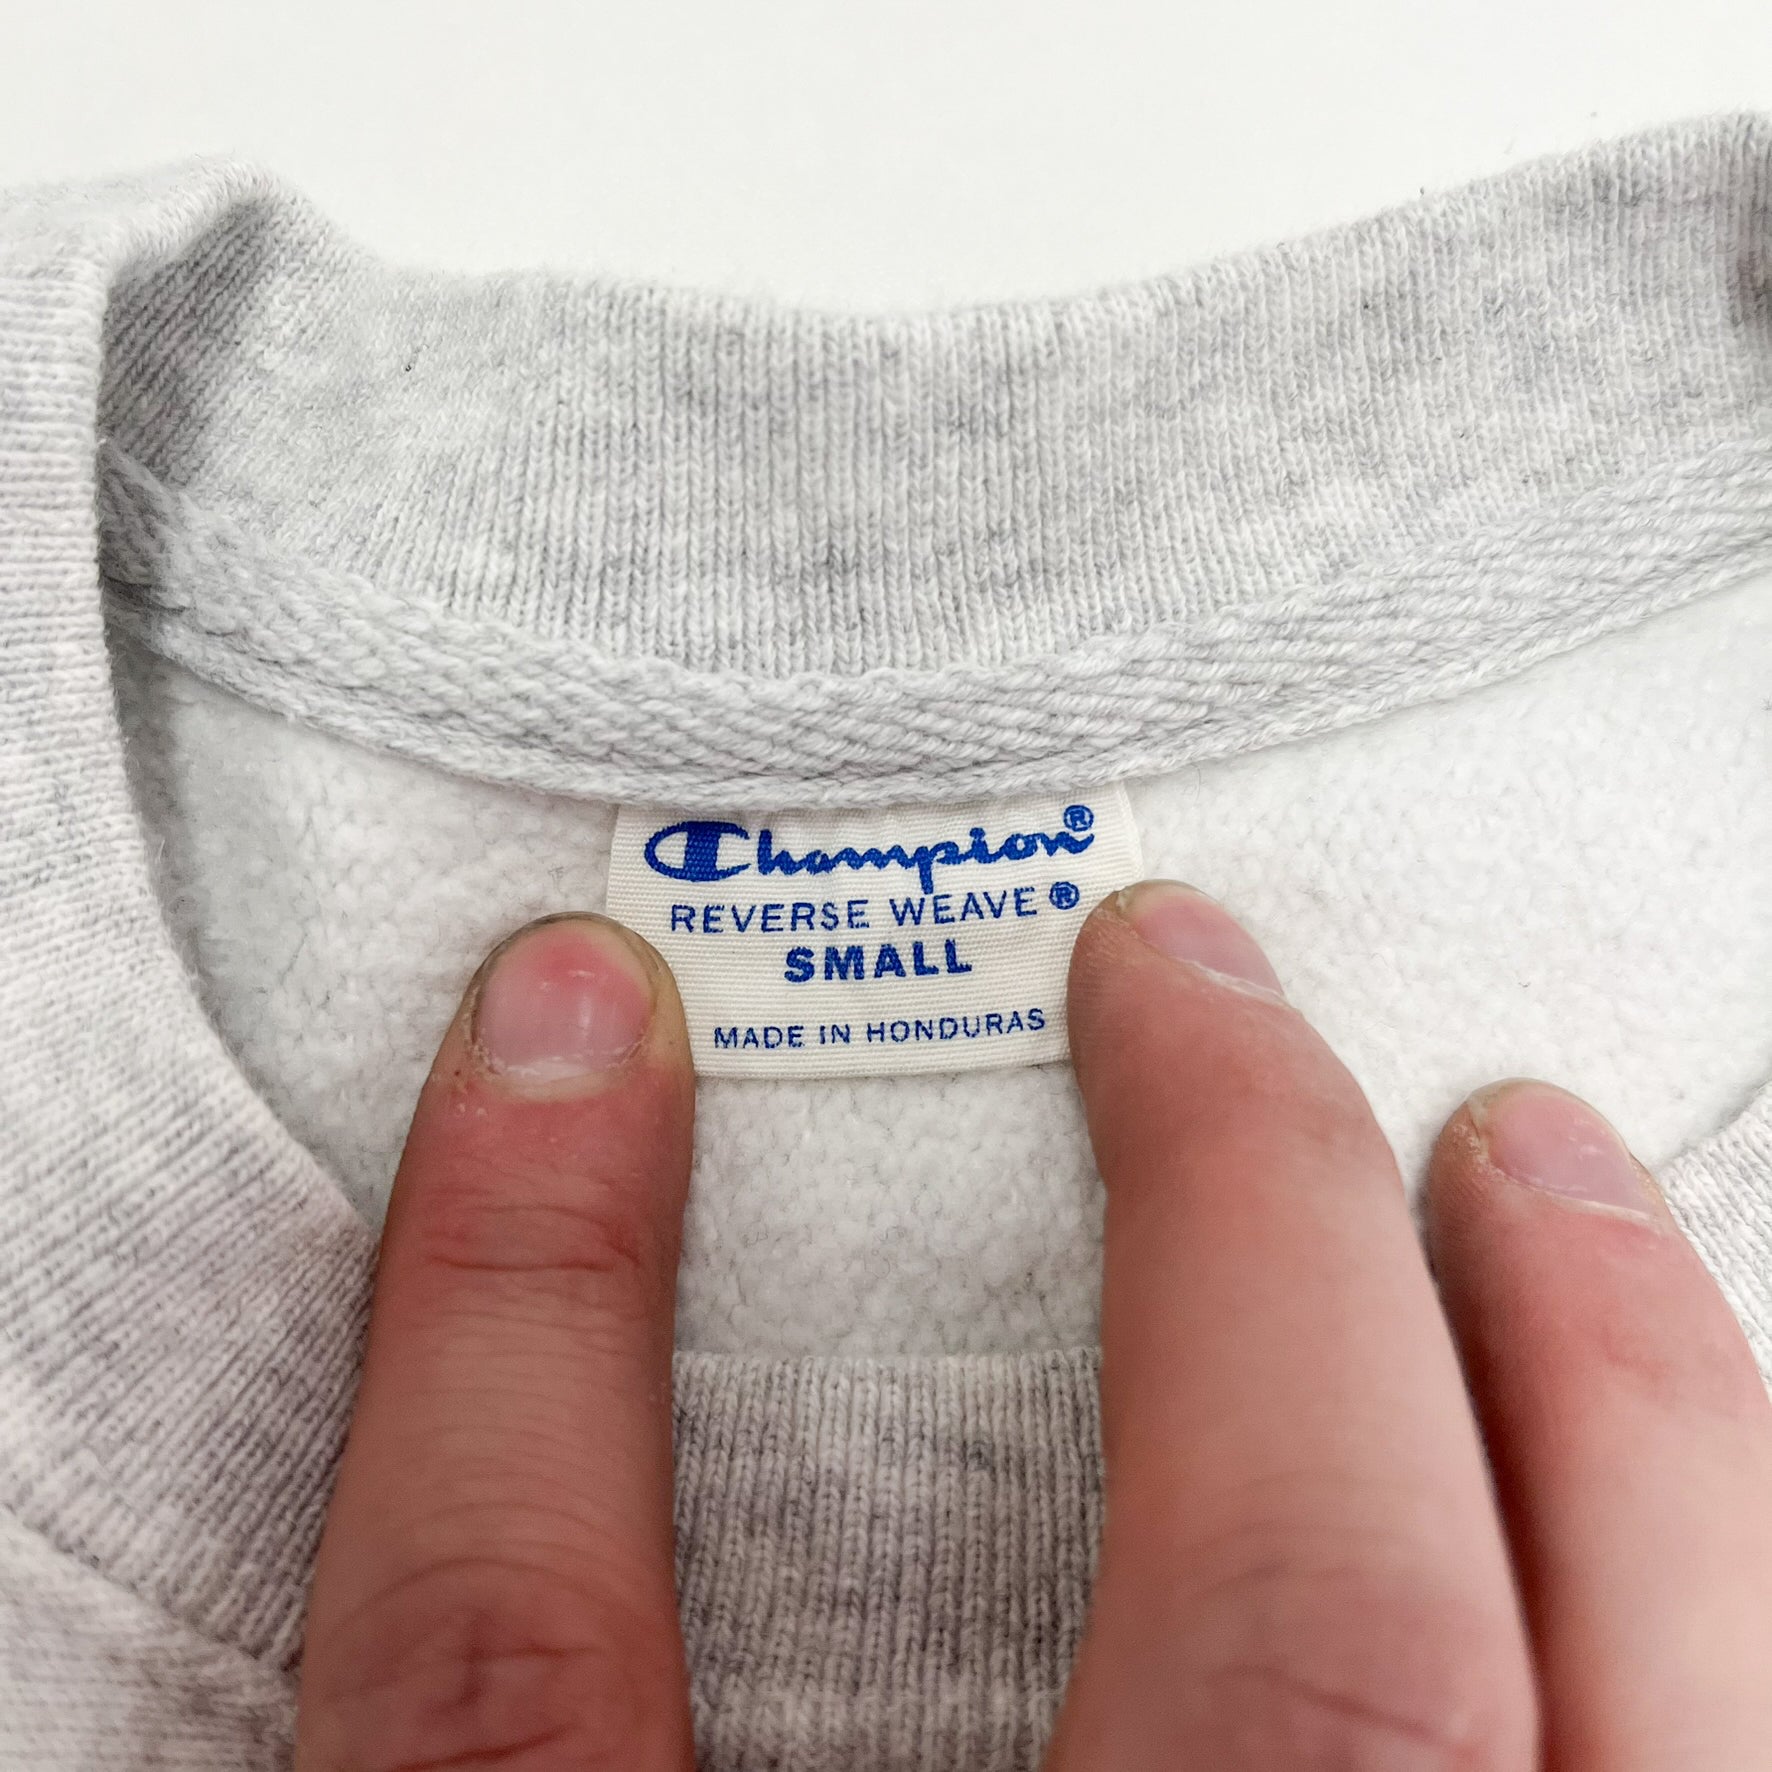 Champion®
REVERSE WEAVE®
SMALL
MADE IN HONDURAS